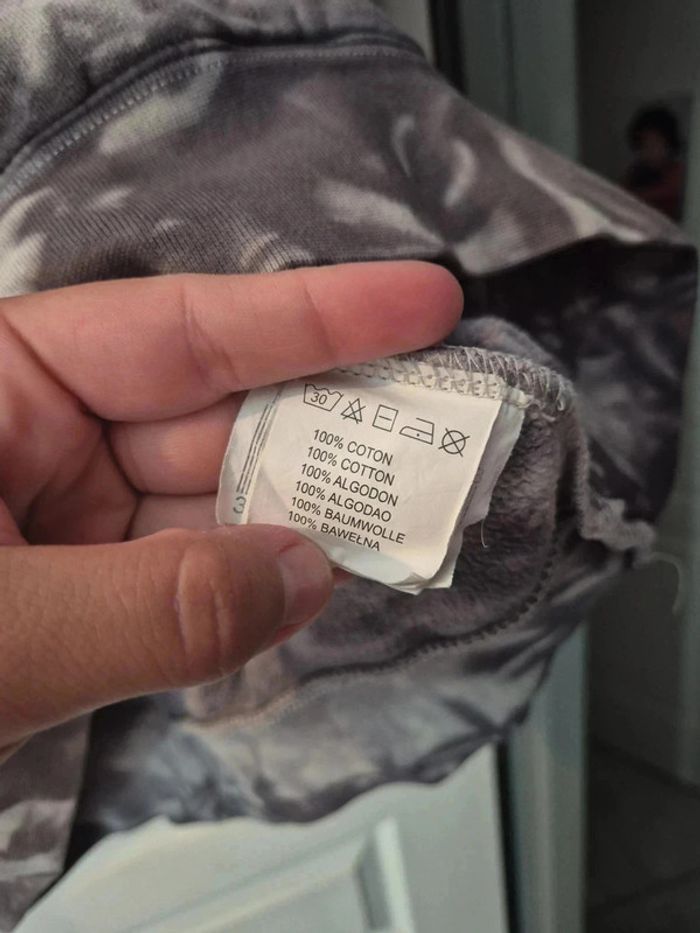 30
100% COTON
100% COTTON
100% ALGODON
100% ALGODAO
100% BAUMWOLLE
100% BAWEŁNA